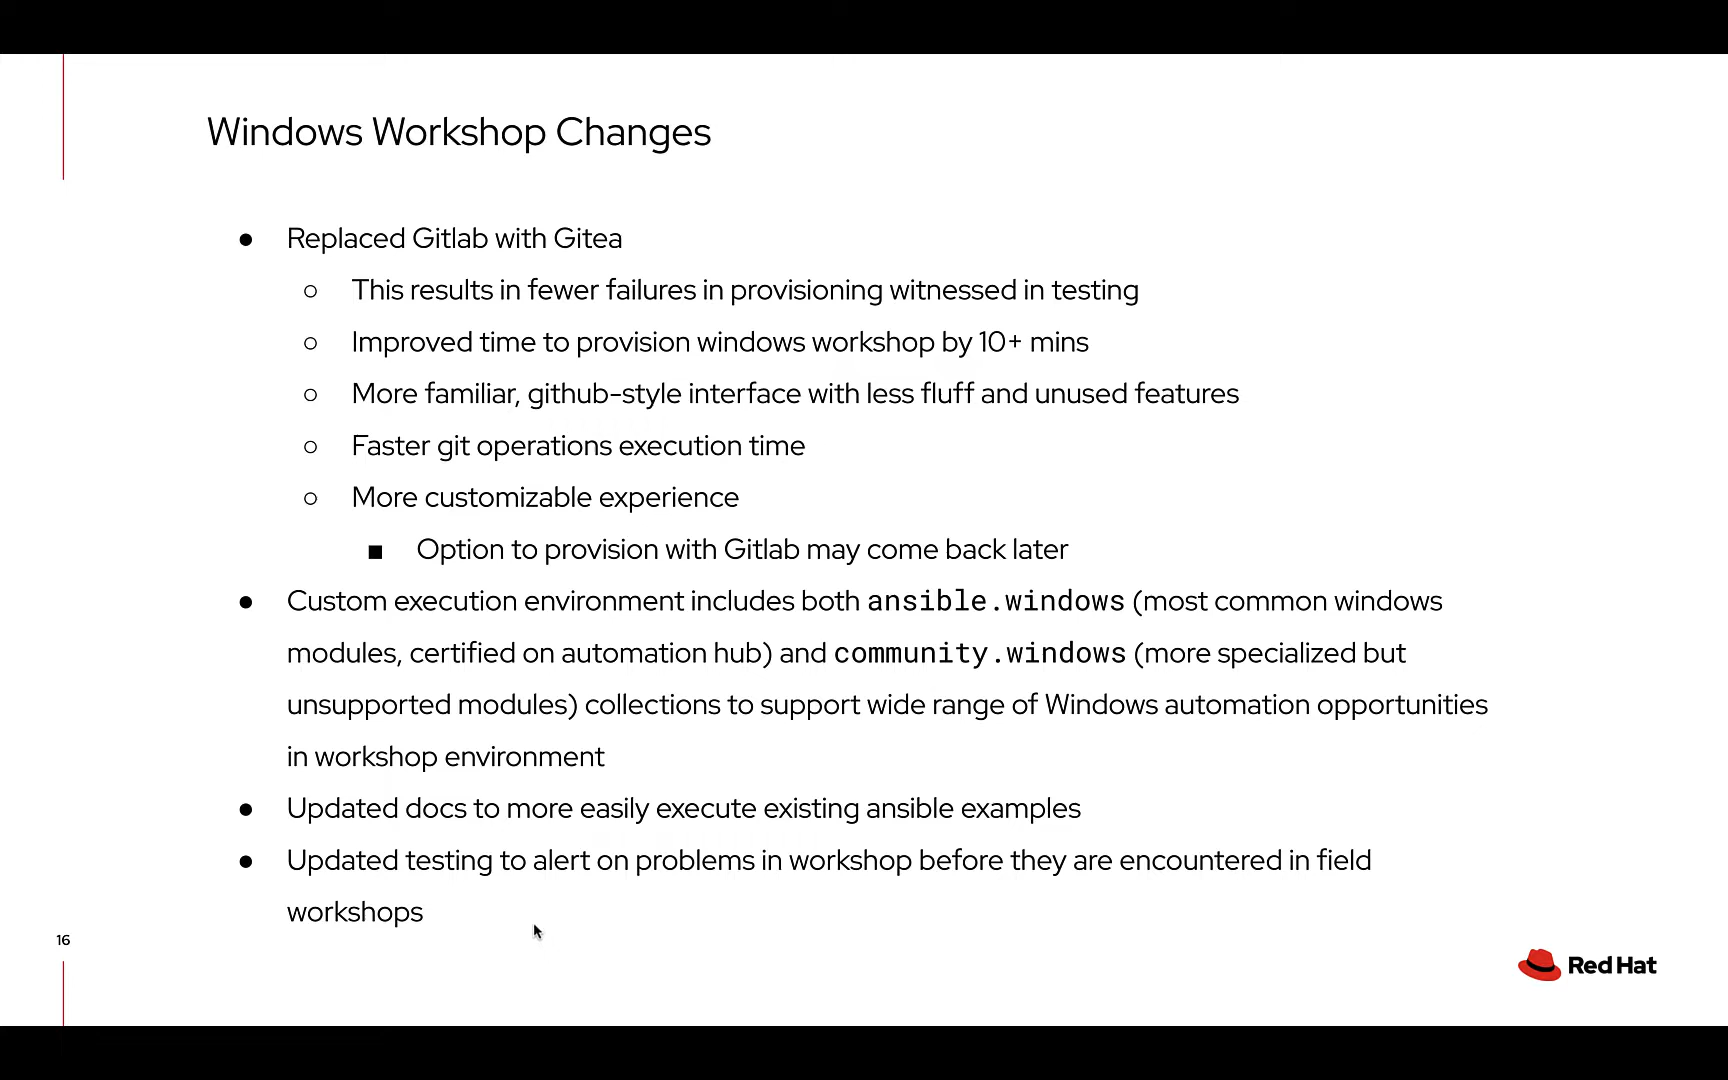 Windows Workshop Changes
● Replaced Gitlab with Gitea
○ This results in fewer failures in provisioning witnessed in testing
○ Improved time to provision windows workshop by 10+ mins
○ More familiar, github-style interface with less fluff and unused features
○ Faster git operations execution time
○ More customizable experience
■ Option to provision with Gitlab may come back later
● Custom execution environment includes both ansible.windows (most common windows
modules, certified on automation hub) and community.windows (more specialized but
unsupported modules) collections to support wide range of Windows automation opportunities
in workshop environment
● Updated docs to more easily execute existing ansible examples
● Updated testing to alert on problems in workshop before they are encountered in field
workshops
16
Red Hat